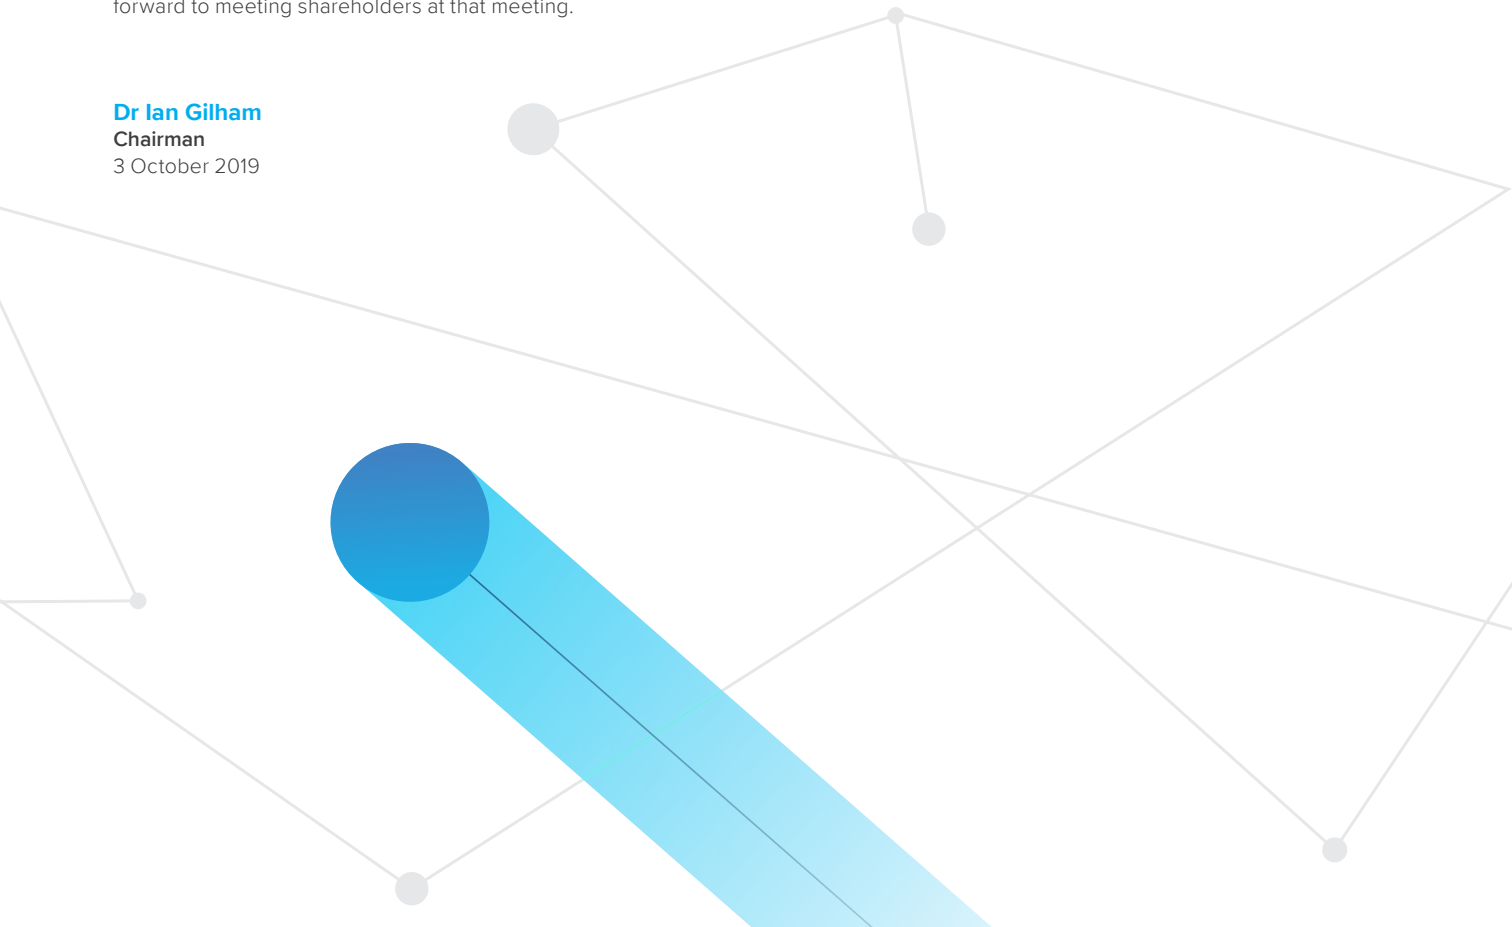 forward to meeting shareholders at that meeting.
Dr Ian Gilham
Chairman
3 October 2019